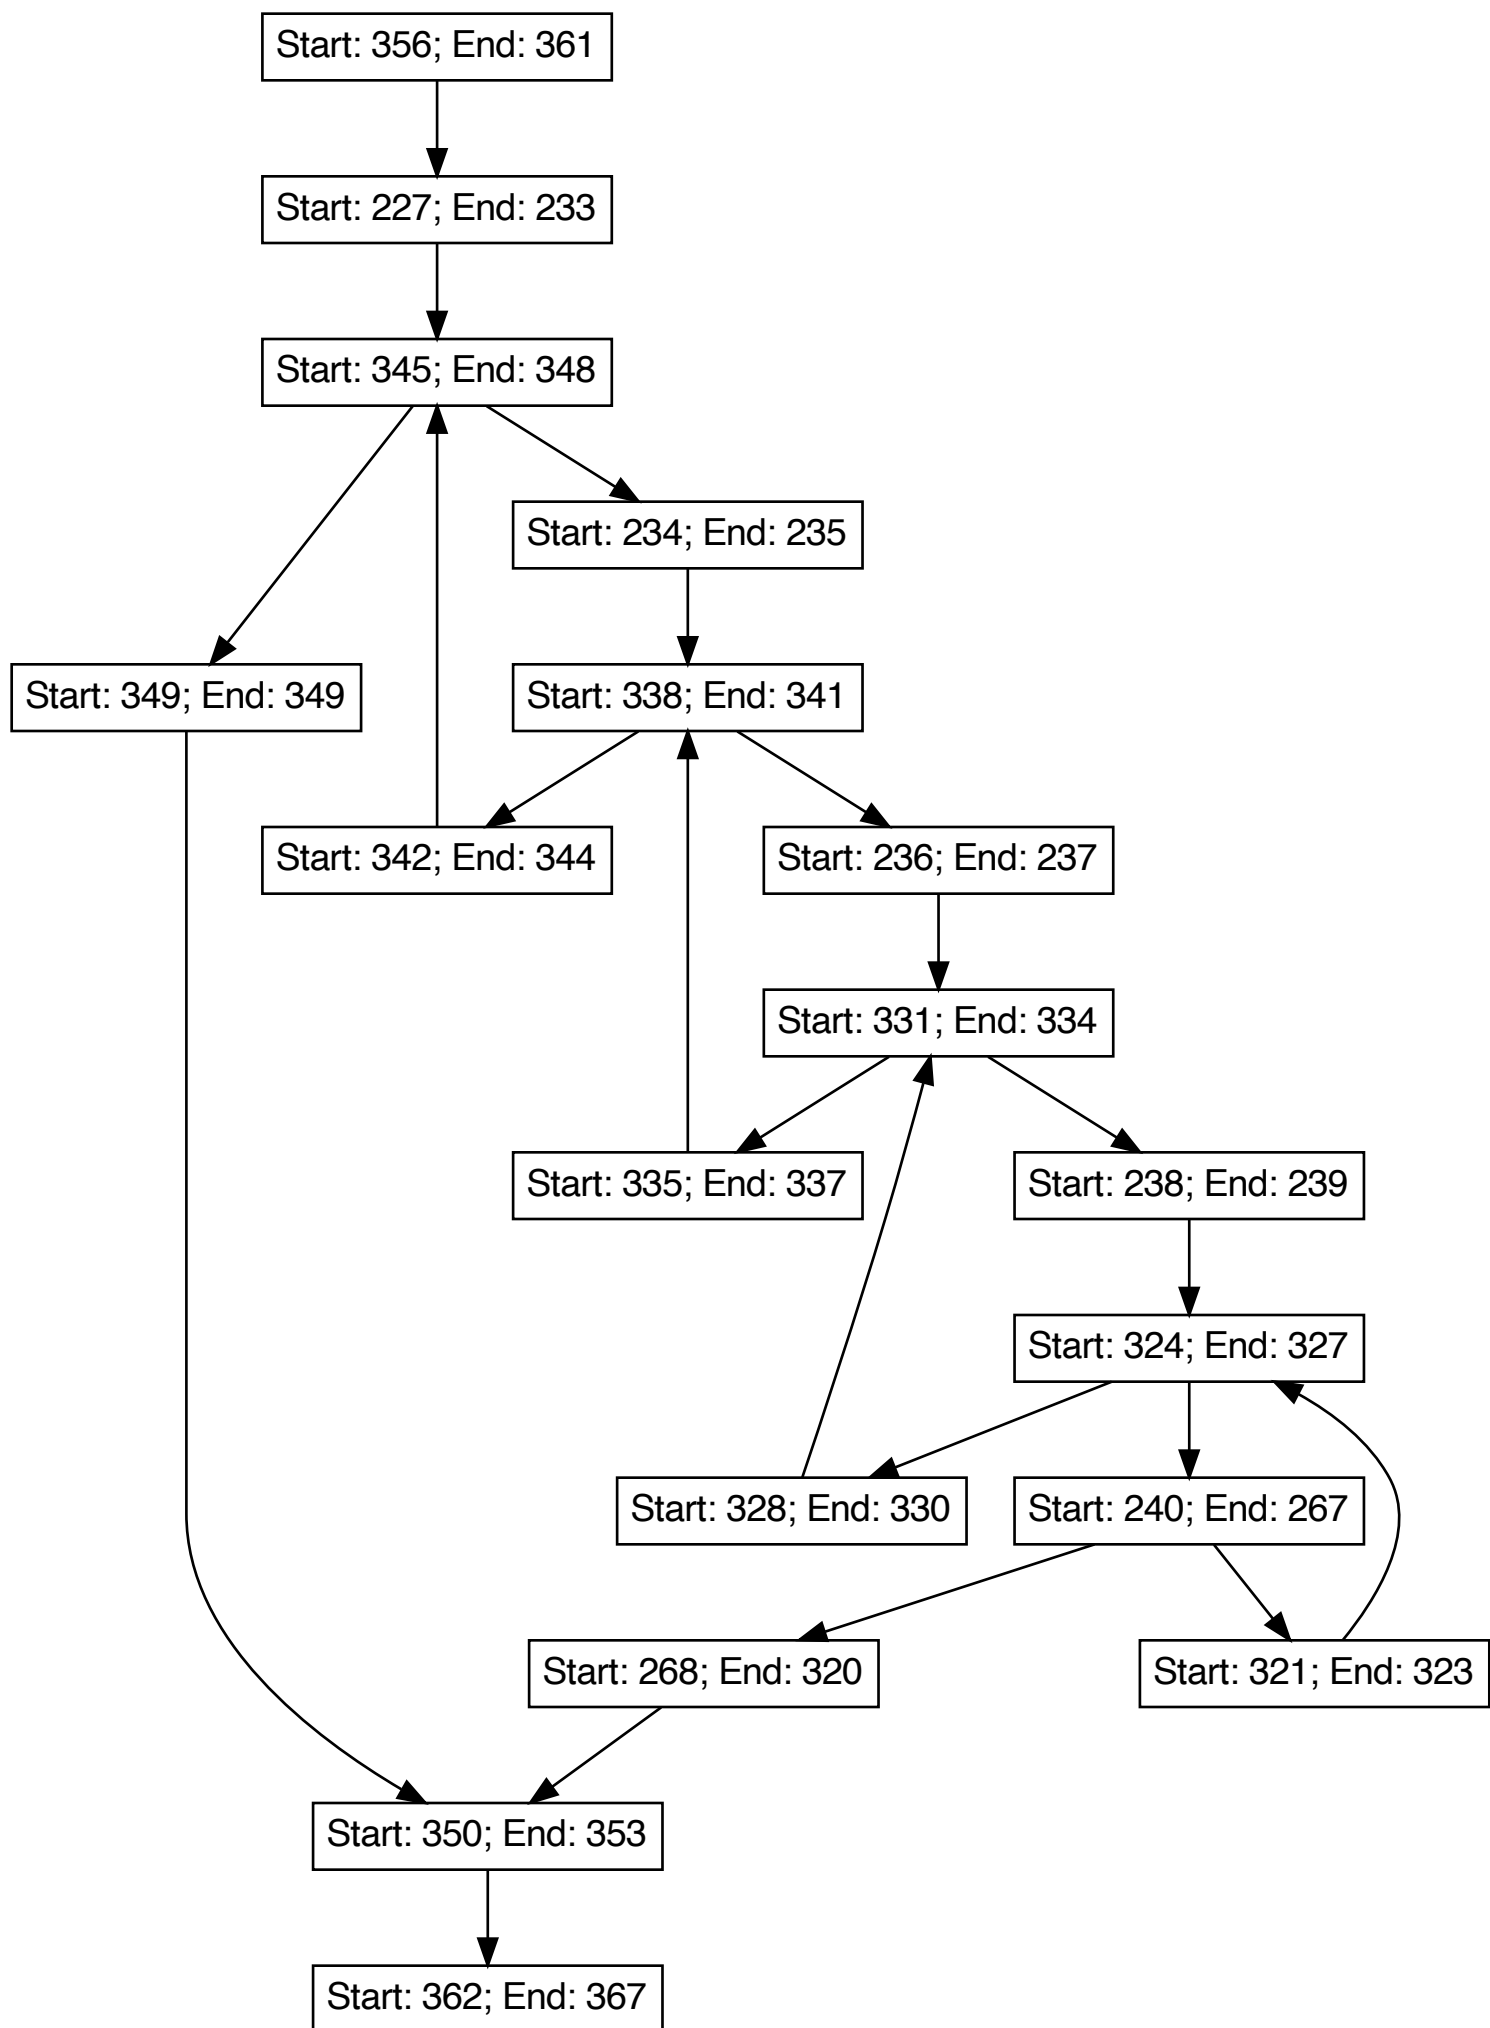 Start: 356; End: 361
Start: 227; End: 233
Start: 345; End: 348
Start: 234; End: 235
Start: 349; End: 349
Start: 338; End: 341
Start: 342; End: 344
Start: 236; End: 237
Start: 331; End: 334
Start: 335; End: 337
Start: 238; End: 239
Start: 324; End: 327
Start: 328; End: 330
Start: 240; End: 267
Start: 268; End: 320
Start: 321; End: 323
Start: 350; End: 353
Start: 362; End: 367